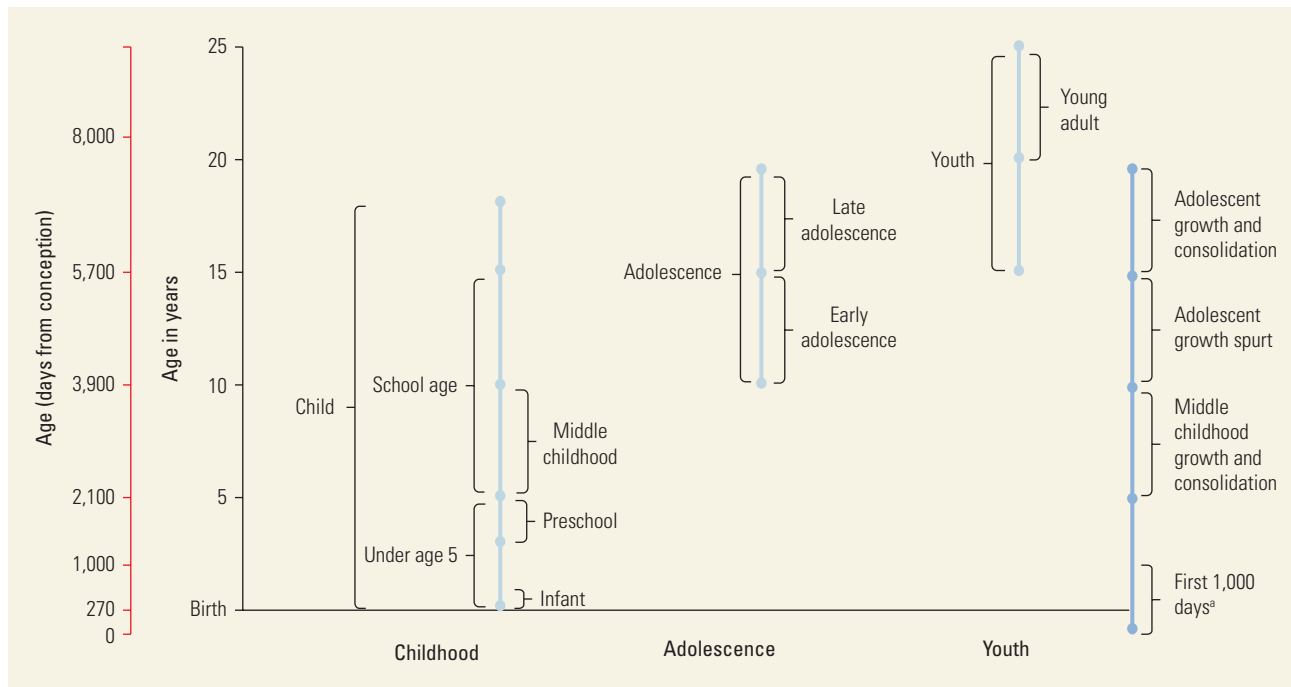 Age (days from conception)
8,000
5,700
3,900
2,100
1,000
270
0
Age in years
25
20
15
10
5
Birth
Child
School age
Under age 5
Middle
childhood
Preschool
Infant
Adolescence
Late
adolescence
Early
adolescence
Youth
Young
adult
Adolescent
growth and
consolidation
Adolescent
growth spurt
Middle
childhood
growth and
consolidation
First 1,000
daysᵃ
Childhood
Adolescence
Youth